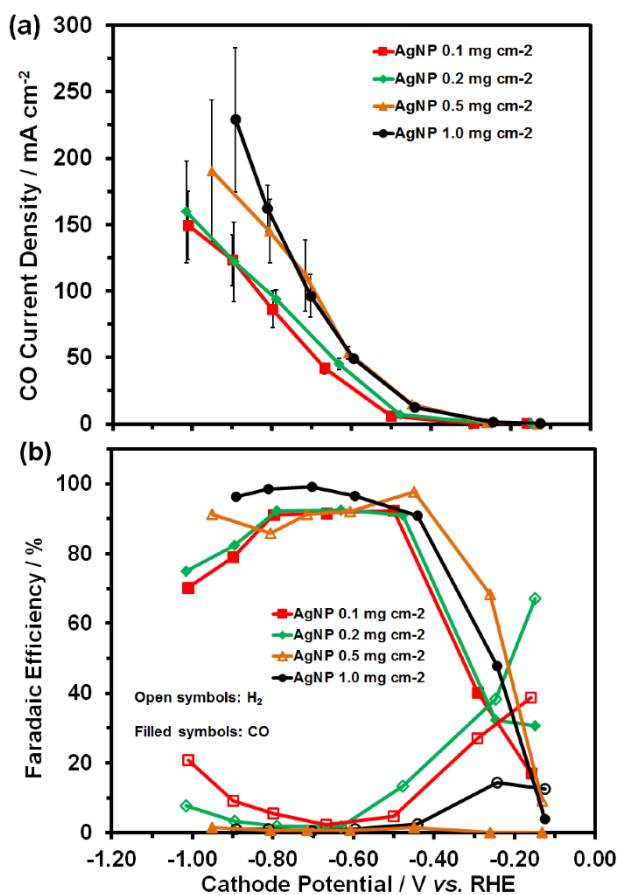 (a)
300
250
200
150
100
50
0
CO Current Density / mA cm-2
AgNP 0.1 mg cm-2
AgNP 0.2 mg cm-2
AgNP 0.5 mg cm-2
AgNP 1.0 mg cm-2
(b)
100
80
60
40
20
0
Faradaic Efficiency / %
AgNP 0.1 mg cm-2
AgNP 0.2 mg cm-2
AgNP 0.5 mg cm-2
AgNP 1.0 mg cm-2
Open symbols: H2
Filled symbols: CO
-1.20 -1.00 -0.80 -0.60 -0.40 -0.20 0.00
Cathode Potential / V vs. RHE